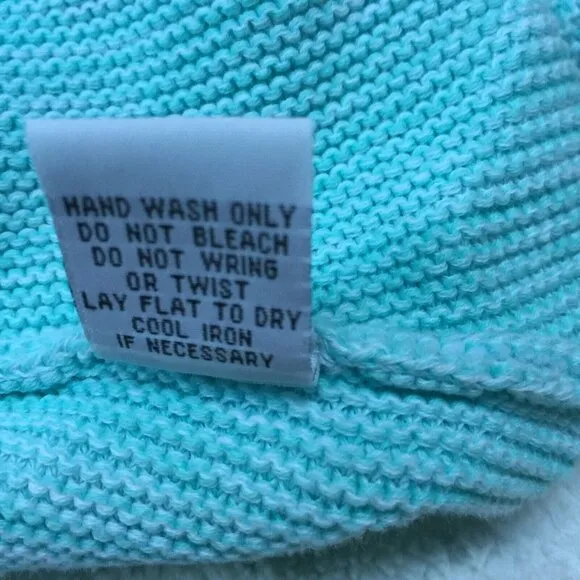 HAND WASH ONLY
DO NOT BLEACH
DO NOT WRING
OR TWIST
LAY FLAT TO DRY
COOL IRON
IF NECESSARY